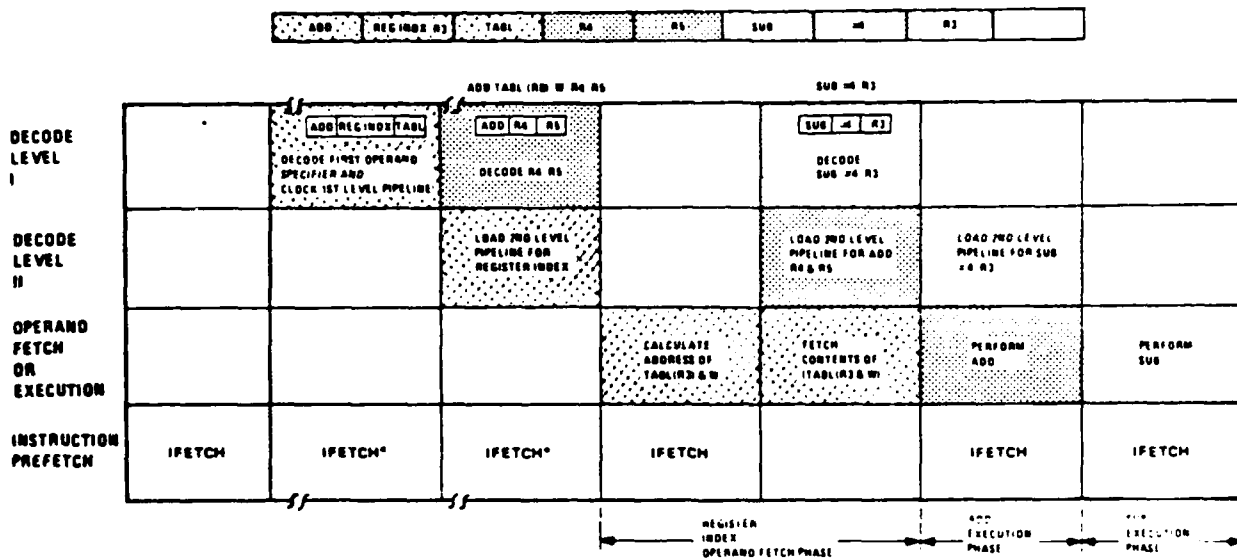 ADD REGINDX R3 TABL R4 R5 SUB =4 R3
ADD TABL (R3) W R4 R5
SUB =4 R3
DECODE
LEVEL
I
ADD REGINDX TABL
DECODE FIRST OPERAND
SPECIFIER AND
CLOCK 1ST LEVEL PIPELINE
ADD R4 R5
DECODE R4 R5
SUB =4 R3
DECODE
SUB =4 R3
DECODE
LEVEL
II
LOAD 2ND LEVEL
PIPELINE FOR
REGISTER INDEX
LOAD 2ND LEVEL
PIPELINE FOR ADD
R4 & R5
LOAD 2ND LEVEL
PIPELINE FOR SUB
=4 R3
OPERAND
FETCH
OR
EXECUTION
CALCULATE
ADDRESS OF
TABL(R3) & W
FETCH
CONTENTS OF
(TABL(R3 & W)
PERFORM
ADD
PERFORM
SUB
INSTRUCTION
PREFETCH
IFETCH
IFETCH*
IFETCH*
IFETCH
IFETCH
IFETCH
REGISTER
INDEX
OPERAND FETCH PHASE
ADD
EXECUTION
PHASE
SUB
EXECUTION
PHASE